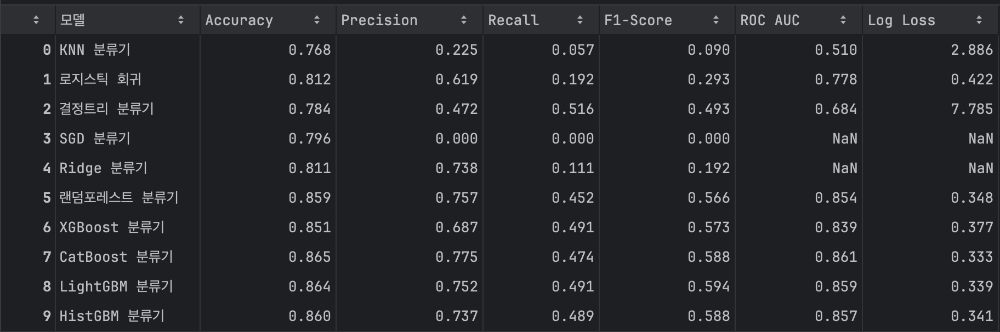 모델 Accuracy Precision Recall F1-Score ROC AUC Log Loss
0 KNN 분류기 0.768 0.225 0.057 0.090 0.510 2.886
1 로지스틱 회귀 0.812 0.619 0.192 0.293 0.778 0.422
2 결정트리 분류기 0.784 0.472 0.516 0.493 0.684 7.785
3 SGD 분류기 0.796 0.000 0.000 0.000 NaN NaN
4 Ridge 분류기 0.811 0.738 0.111 0.192 NaN NaN
5 랜덤포레스트 분류기 0.859 0.757 0.452 0.566 0.854 0.348
6 XGBoost 분류기 0.851 0.687 0.491 0.573 0.839 0.377
7 CatBoost 분류기 0.865 0.775 0.474 0.588 0.861 0.333
8 LightGBM 분류기 0.864 0.752 0.491 0.594 0.859 0.339
9 HistGBM 분류기 0.860 0.737 0.489 0.588 0.857 0.341